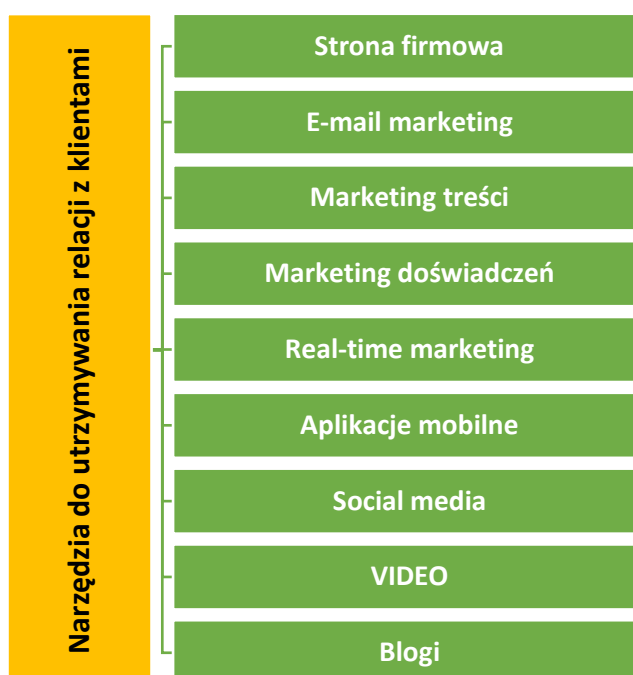 Narzędzia do utrzymywania relacji z klientami
Strona firmowa
E-mail marketing
Marketing treści
Marketing doświadczeń
Real-time marketing
Aplikacje mobilne
Social media
VIDEO
Blogi